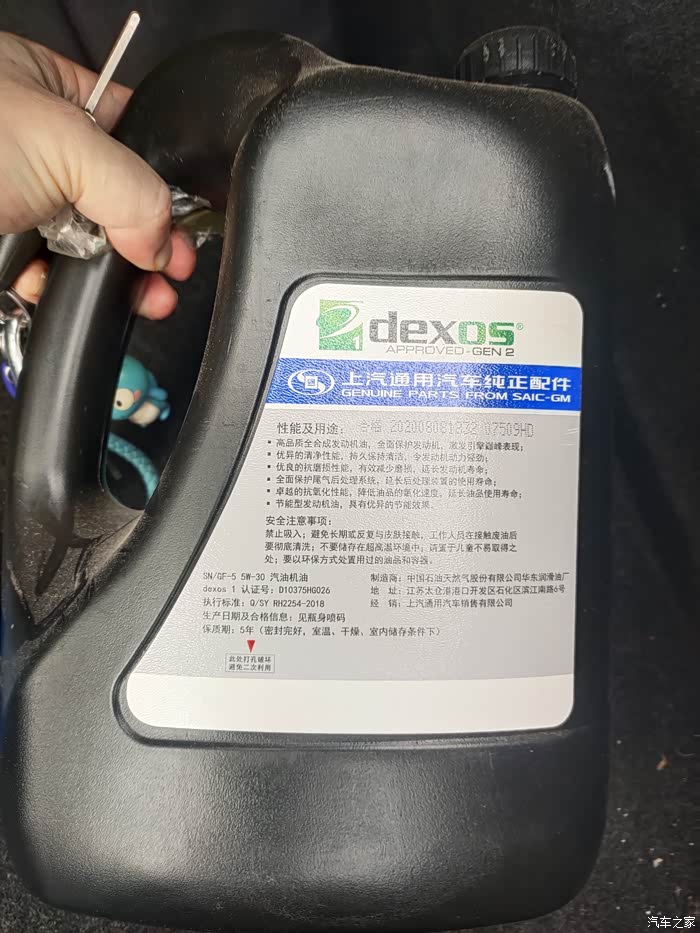 1
dexos®
APPROVED-GEN 2
上汽通用汽车纯正配件
GENUINE PARTS FROM SAIC-GM
性能及用途：
合格 202008081232 07509HD
▪ 高品质全合成发动机油，全面保护发动机，激发引擎巅峰表现；
▪ 优异的清净性能，持久保持清洁，令发动机动力强劲；
▪ 优良的抗磨损性能，有效减少磨损，延长发动机寿命；
▪ 全面保护尾气后处理系统，延长后处理装置的使用寿命；
▪ 卓越的抗氧化性能，降低油品的氧化速度，延长油品使用寿命；
▪ 节能型发动机油，具有优异的节能效果。
安全注意事项：
禁止吸入；避免长期或反复与皮肤接触，工作人员在接触废油后
要彻底清洗；不要储存在超高温环境中；请置于儿童不易取得之
处；要以环保方式处置用过的油品和容器。
SN/GF-5 5W-30 汽油机油
dexos 1 认证号：D10375HG026
执行标准：Q/SY RH2254-2018
生产日期及合格信息：见瓶身喷码
保质期：5年（密封完好，室温、干燥、室内储存条件下）
制造商：中国石油天然气股份有限公司华东润滑油厂
地 址：江苏太仓港港口开发区石化区滨江南路6号
经 销：上汽通用汽车销售有限公司
此处打孔破坏
避免二次利用
汽车之家